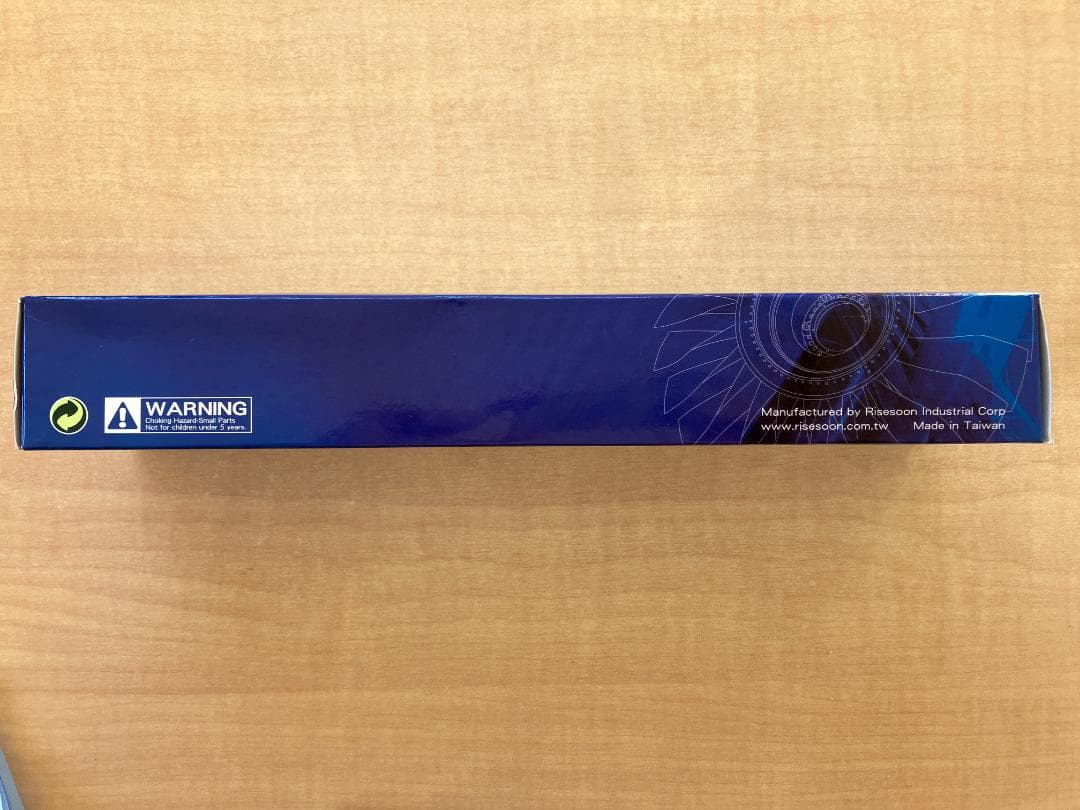 WARNING
Choking Hazard-Small Parts
Not for children under 5 years.
Manufactured by Risesoon Industrial Corp
www.risesoon.com.tw Made in Taiwan